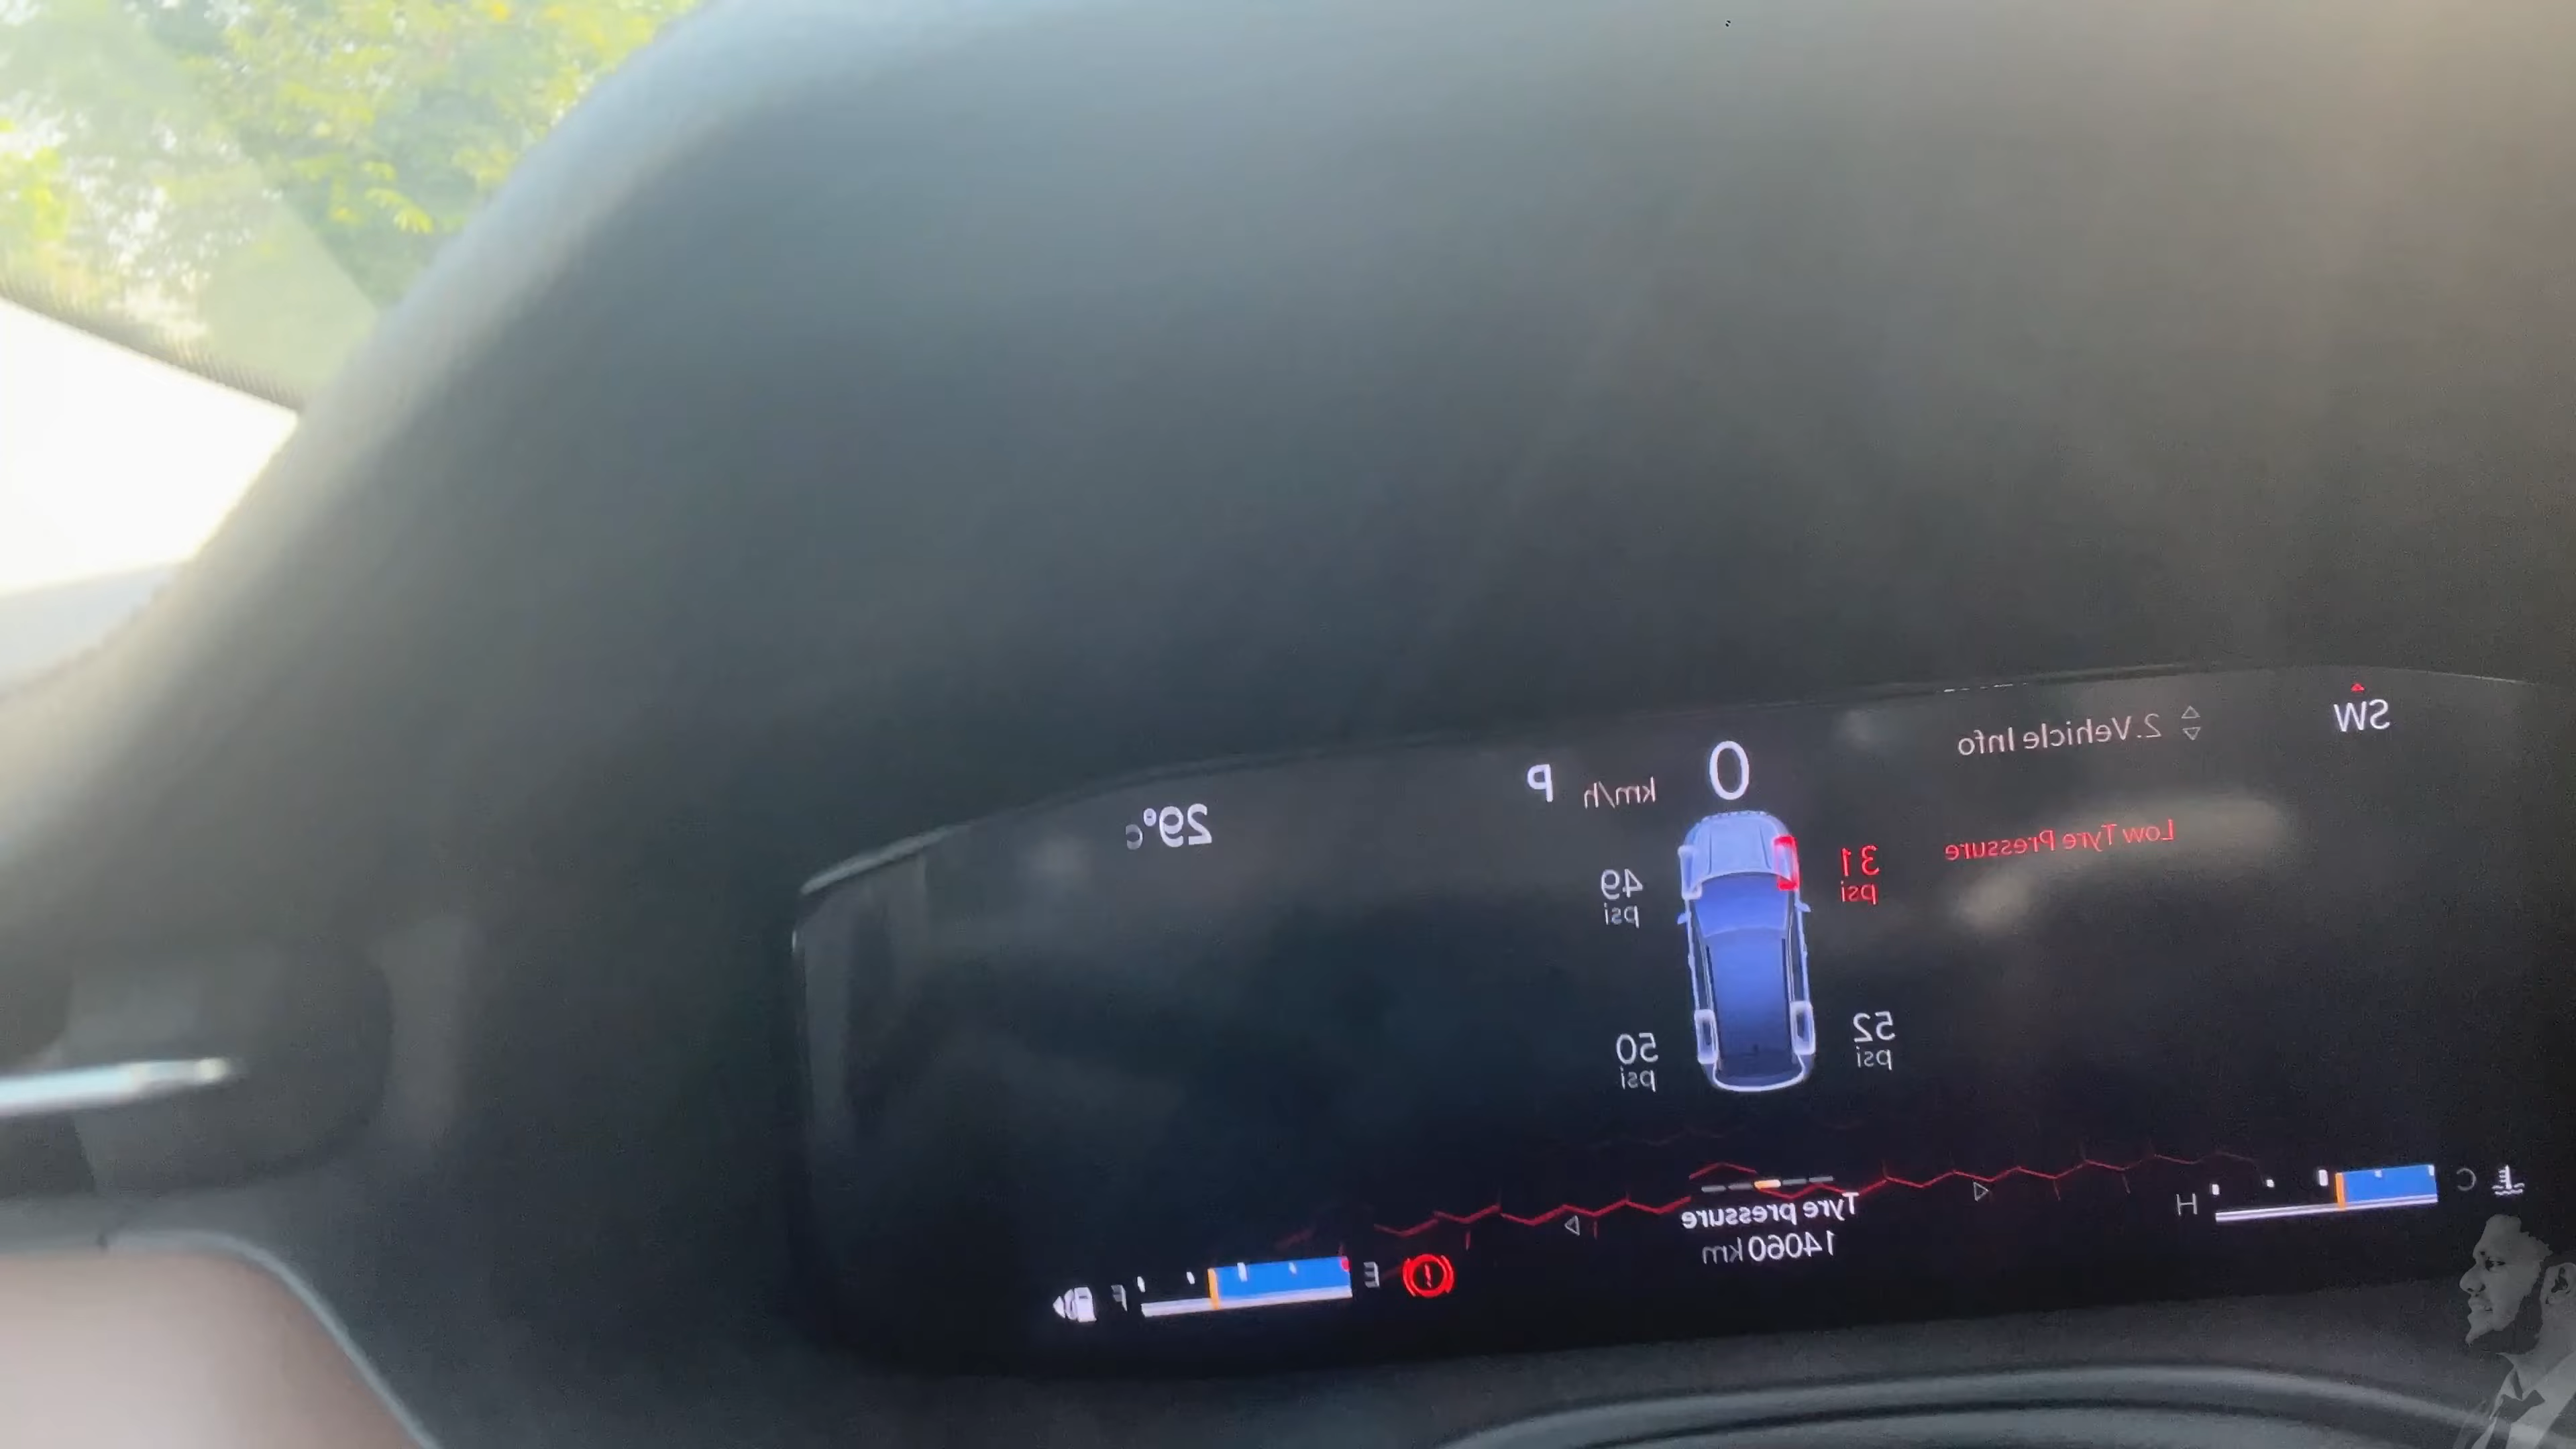 SW
2.Vehicle Info
0
km/h
P
29°C
Low Tyre Pressure
31
psi
49
psi
52
psi
50
psi
C
H
Tyre pressure
14060 km
E
F